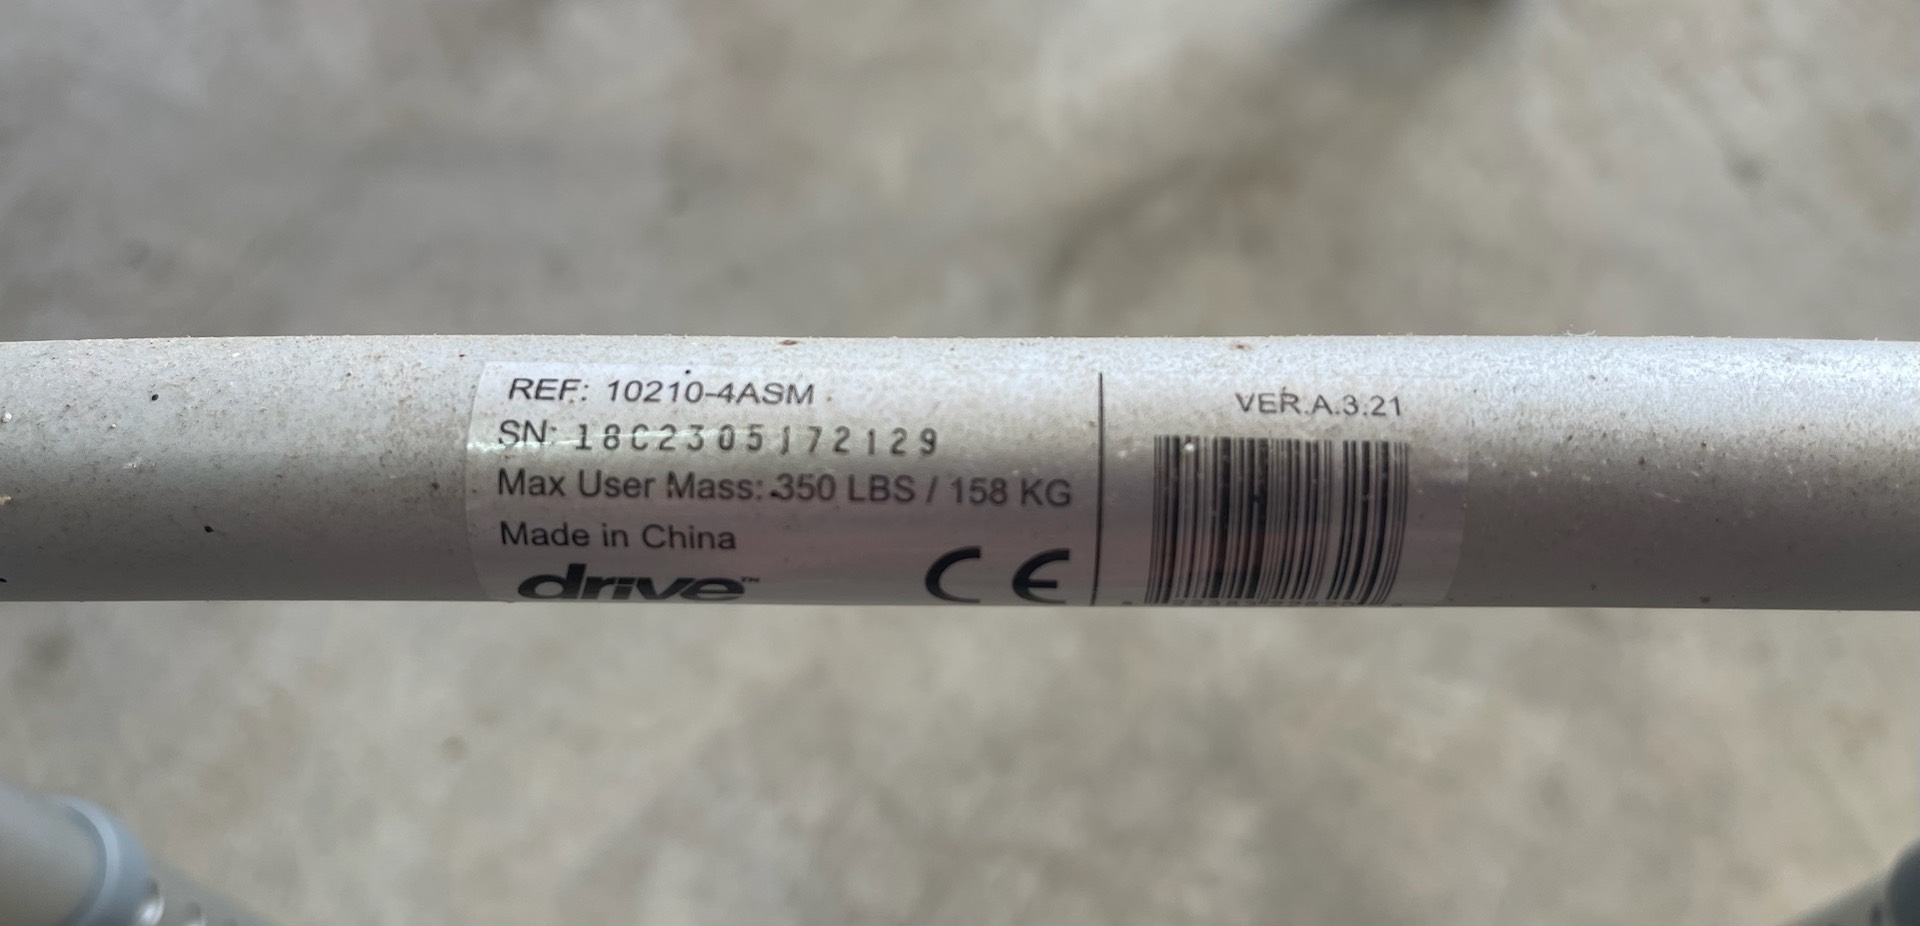 REF: 10210-4ASM
SN: 18C2305172129
Max User Mass: 350 LBS / 158 KG
Made in China
drive™
CE
VER.A.3.21